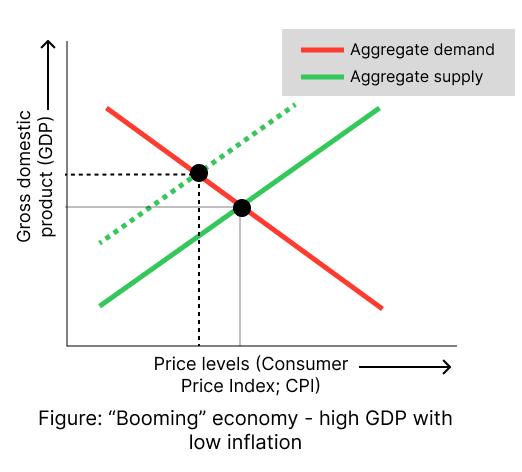 Aggregate demand
Aggregate supply
Gross domestic
product (GDP)
Price levels (Consumer
Price Index; CPI)
Figure: “Booming” economy - high GDP with
low inflation